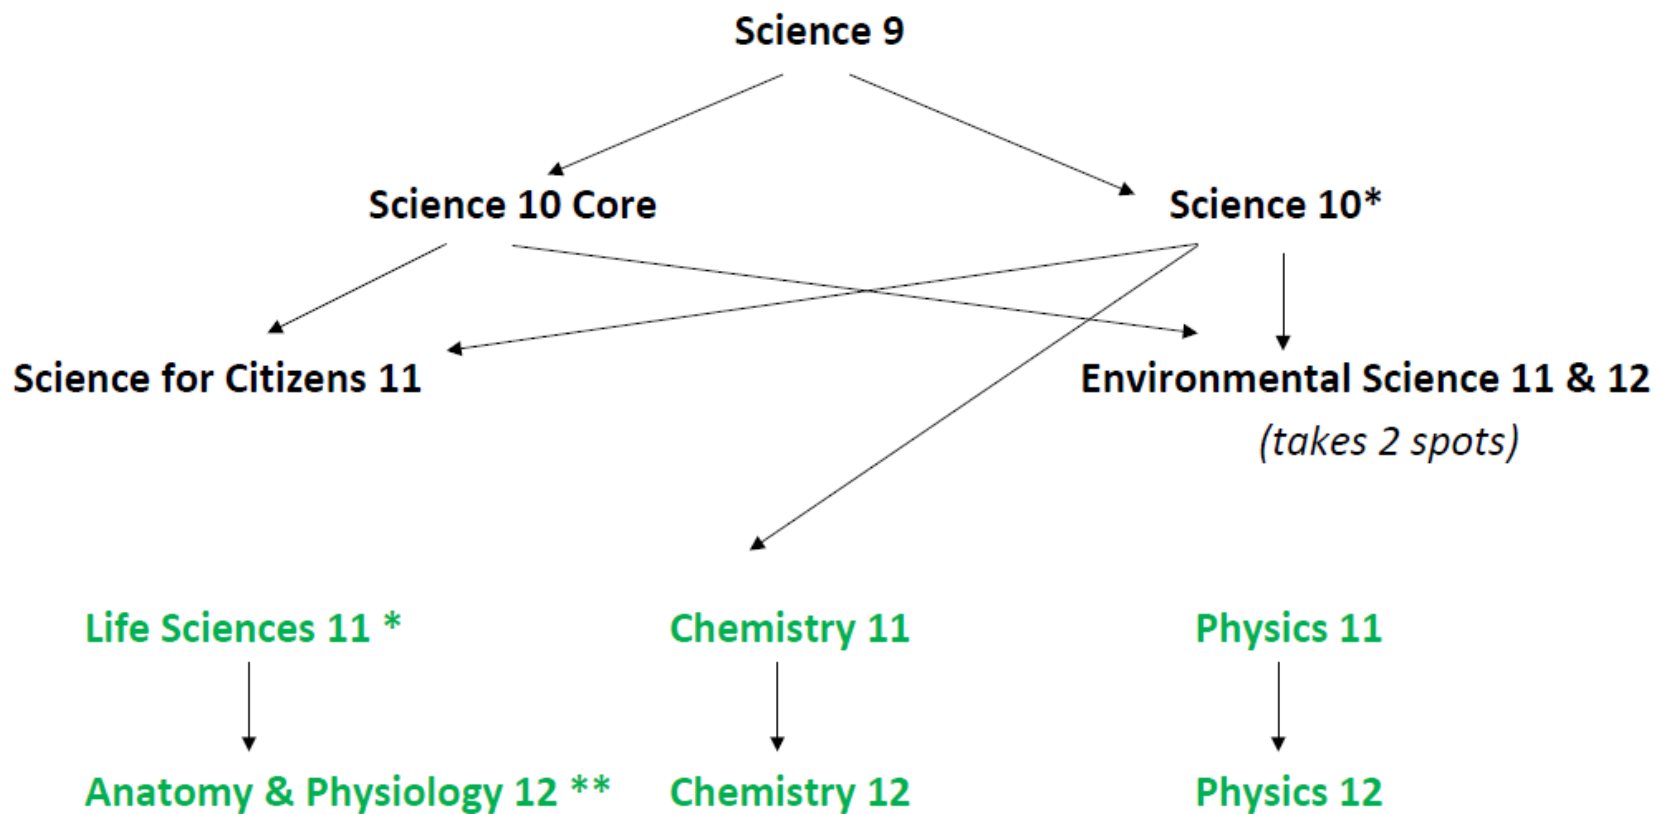 Science 9
Science 10 Core
Science 10*
Science for Citizens 11
Environmental Science 11 & 12
(takes 2 spots)
Life Sciences 11 *
Chemistry 11
Physics 11
Anatomy & Physiology 12 **
Chemistry 12
Physics 12